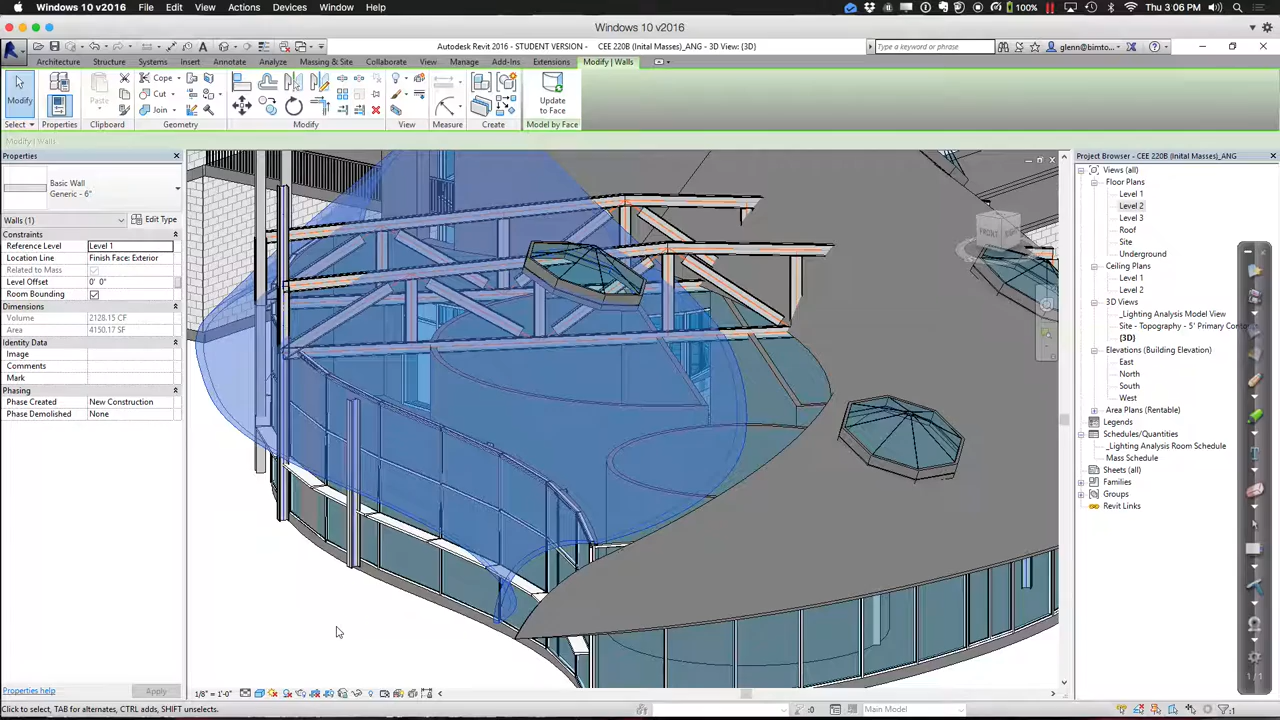 Windows 10 v2016 File Edit View Actions Devices Window Help
100% Thu 3:06 PM
Windows 10 v2016
Autodesk Revit 2016 - STUDENT VERSION - CEE 220B (Inital Masses)_ANG - 3D View: {3D}
Type a keyword or phrase
glenn@bimto...
Architecture Structure Systems Insert Annotate Analyze Massing & Site Collaborate View Manage Add-Ins Extensions Modify | Walls
Modify
Paste
Cope
Cut
Join
Update to Face
Select Properties Clipboard Geometry Modify View Measure Create Model by Face
Modify | Walls
Properties
Basic Wall
Generic - 6"
Walls (1) Edit Type
Constraints
Reference Level Level 1
Location Line Finish Face: Exterior
Related to Mass
Level Offset 0' 0"
Room Bounding
Dimensions
Volume 2128.15 CF
Area 4150.17 SF
Identity Data
Image
Comments
Mark
Phasing
Phase Created New Construction
Phase Demolished None
Properties help Apply
FRONT
Project Browser - CEE 220B (Inital Masses)_ANG
Views (all)
Floor Plans
Level 1
Level 2
Level 3
Roof
Site
Underground
Ceiling Plans
Level 1
Level 2
3D Views
_Lighting Analysis Model View
Site - Topography - 5' Primary Conto
{3D}
Elevations (Building Elevation)
East
North
South
West
Area Plans (Rentable)
Legends
Schedules/Quantities
_Lighting Analysis Room Schedule
Mass Schedule
Sheets (all)
Families
Groups
Revit Links
1/1
1/8" = 1'-0"
Click to select, TAB for alternates, CTRL adds, SHIFT unselects.
:0 Main Model :1